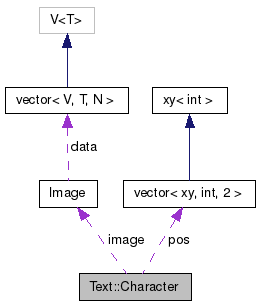 V<T>
vector< V, T, N >
xy< int >
data
Image
vector< xy, int, 2 >
image
pos
Text::Character